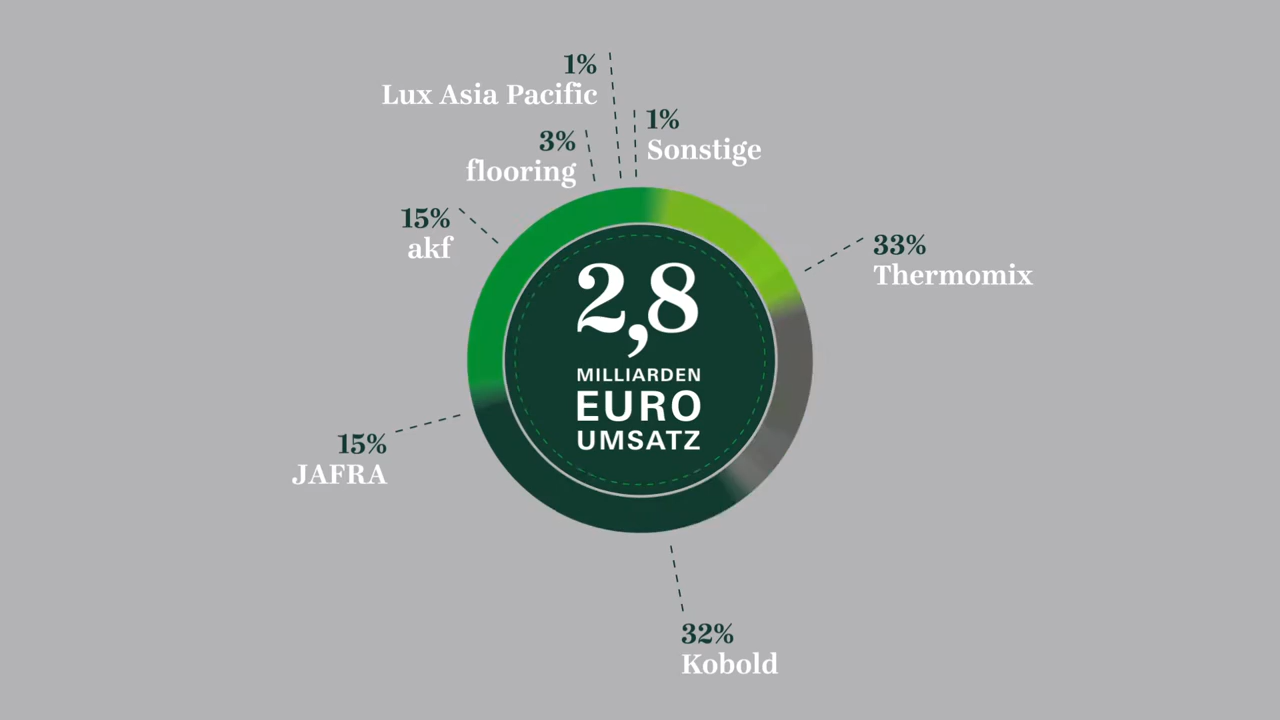 1%
Lux Asia Pacific
1%
Sonstige
3%
flooring
15%
akf
33%
Thermomix
2,8
MILLIARDEN
EURO
UMSATZ
15%
JAFRA
32%
Kobold